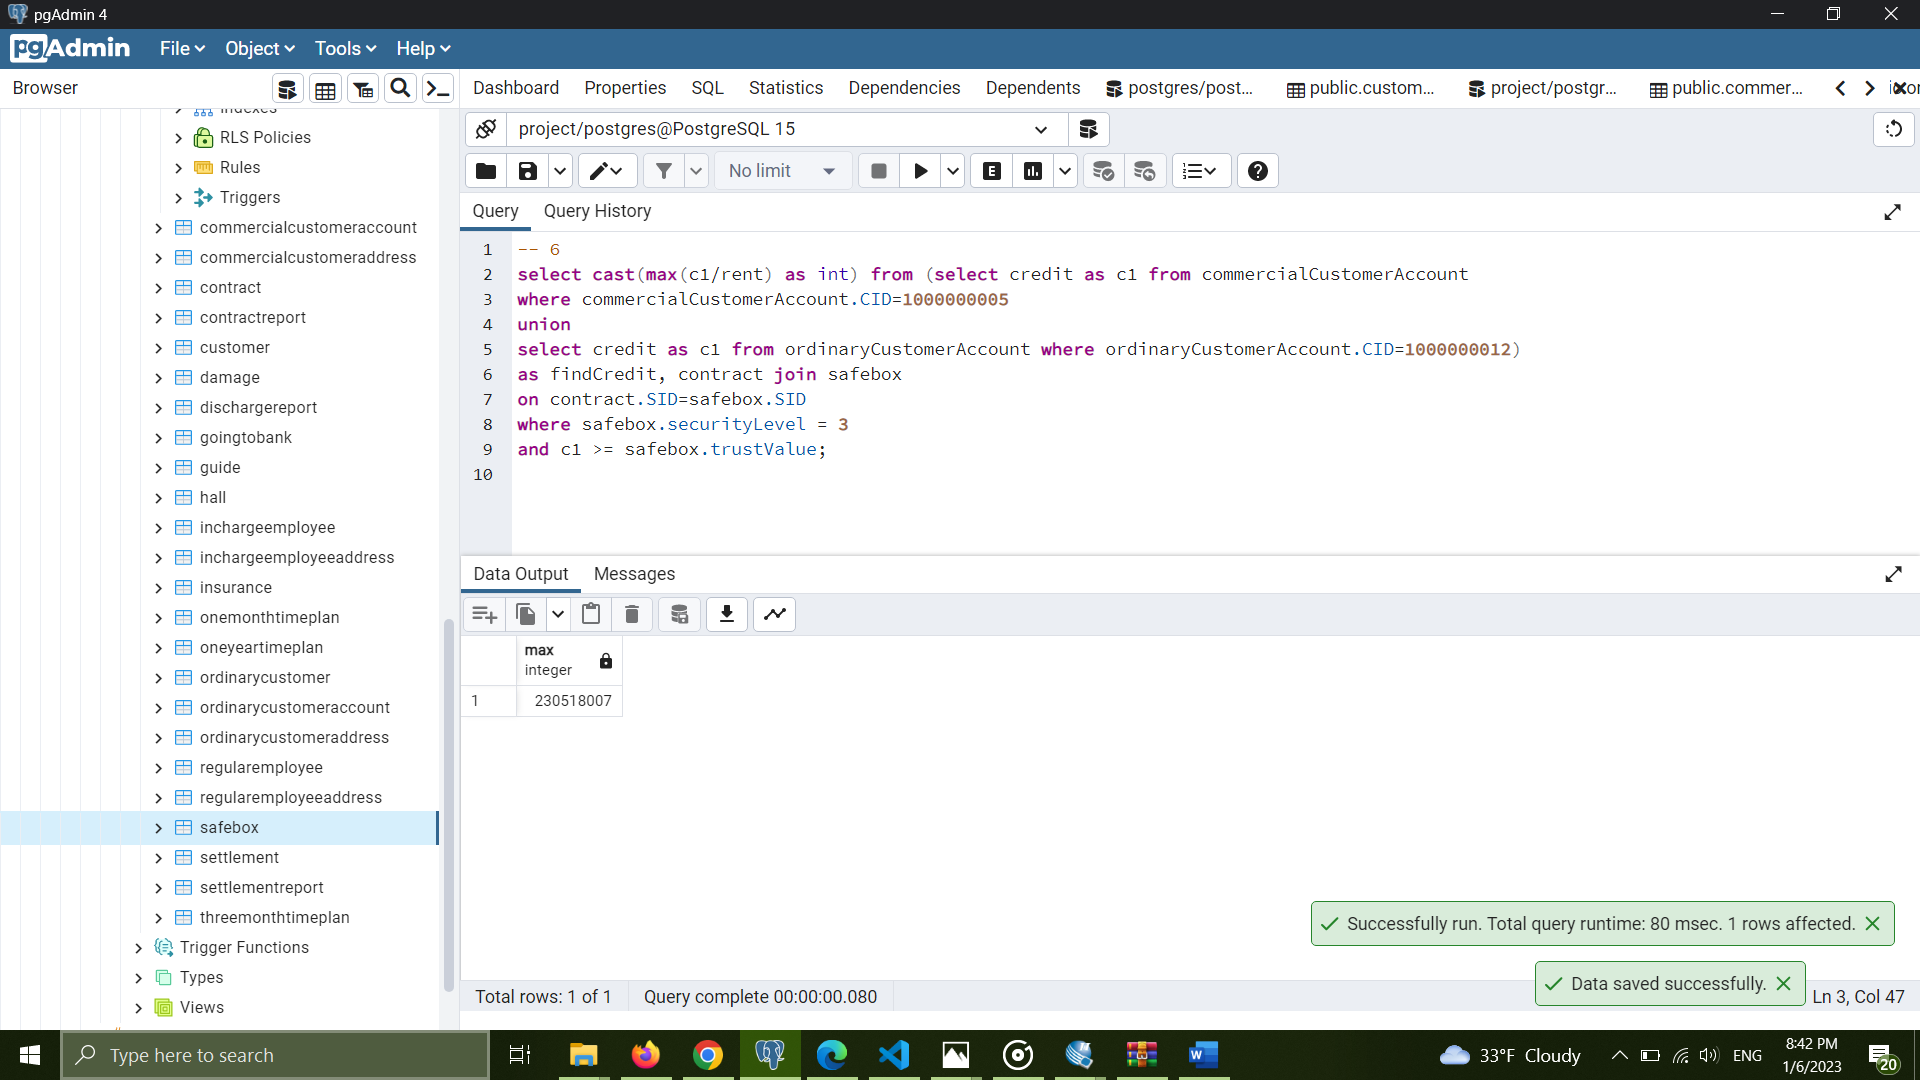 pgAdmin 4
pgAdmin File Object Tools Help
Browser
Dashboard Properties SQL Statistics Dependencies Dependents postgres/post... public.custom... project/postgr... public.commer...
project/postgres@PostgreSQL 15
No limit
E
Query Query History
1 -- 6
2 select cast(max(c1/rent) as int) from (select credit as c1 from commercialCustomerAccount
3 where commercialCustomerAccount.CID=1000000005
4 union
5 select credit as c1 from ordinaryCustomerAccount where ordinaryCustomerAccount.CID=1000000012)
6 as findCredit, contract join safebox
7 on contract.SID=safebox.SID
8 where safebox.securityLevel = 3
9 and c1 >= safebox.trustValue;
10
Indexes
RLS Policies
Rules
Triggers
commercialcustomeraccount
commercialcustomeraddress
contract
contractreport
customer
damage
dischargereport
goingtobank
guide
hall
inchargeemployee
inchargeemployeeaddress
insurance
onemonthtimeplan
oneyeartimeplan
ordinarycustomer
ordinarycustomeraccount
ordinarycustomeraddress
regularemployee
regularemployeeaddress
safebox
settlement
settlementreport
threemonthtimeplan
Trigger Functions
Types
Views
Data Output Messages
max
integer
1 230518007
Successfully run. Total query runtime: 80 msec. 1 rows affected.
Data saved successfully.
Total rows: 1 of 1 Query complete 00:00:00.080 Ln 3, Col 47
Type here to search
33°F Cloudy ENG
8:42 PM
1/6/2023
20